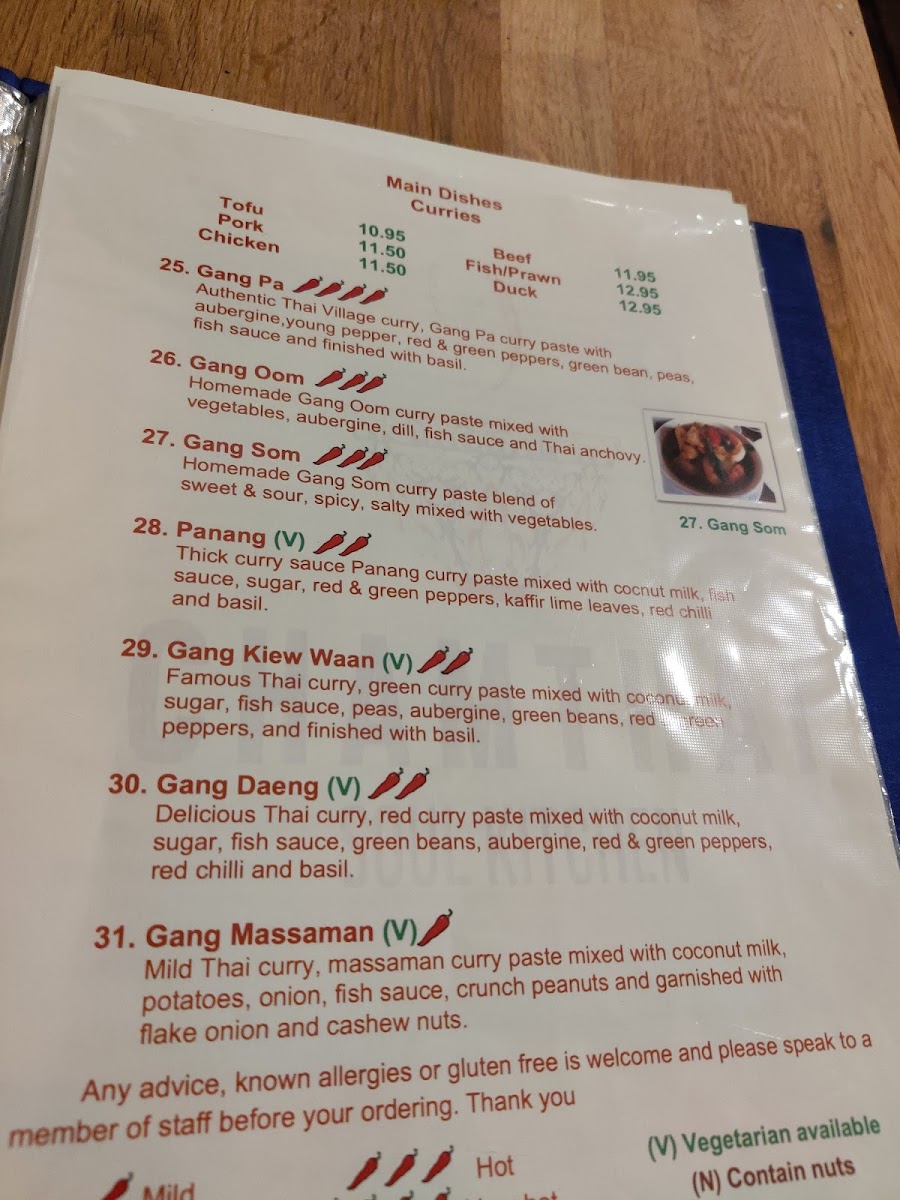 Main Dishes
Curries
Tofu 10.95
Pork 11.50
Chicken 11.50
Beef 11.95
Fish/Prawn 12.95
Duck 12.95
25. Gang Pa
Authentic Thai Village curry, Gang Pa curry paste with
aubergine,young pepper, red & green peppers, green bean, peas,
fish sauce and finished with basil.
26. Gang Oom
Homemade Gang Oom curry paste mixed with
vegetables, aubergine, dill, fish sauce and Thai anchovy.
27. Gang Som
Homemade Gang Som curry paste blend of
sweet & sour, spicy, salty mixed with vegetables.
27. Gang Som
28. Panang (V)
Thick curry sauce Panang curry paste mixed with cocnut milk, fish
sauce, sugar, red & green peppers, kaffir lime leaves, red chilli
and basil.
29. Gang Kiew Waan (V)
Famous Thai curry, green curry paste mixed with coconut milk,
sugar, fish sauce, peas, aubergine, green beans, red & green
peppers, and finished with basil.
30. Gang Daeng (V)
Delicious Thai curry, red curry paste mixed with coconut milk,
sugar, fish sauce, green beans, aubergine, red & green peppers,
red chilli and basil.
31. Gang Massaman (V)
Mild Thai curry, massaman curry paste mixed with coconut milk,
potatoes, onion, fish sauce, crunch peanuts and garnished with
flake onion and cashew nuts.
Any advice, known allergies or gluten free is welcome and please speak to a
member of staff before your ordering. Thank you
(V) Vegetarian available
Mild
Hot
(N) Contain nuts